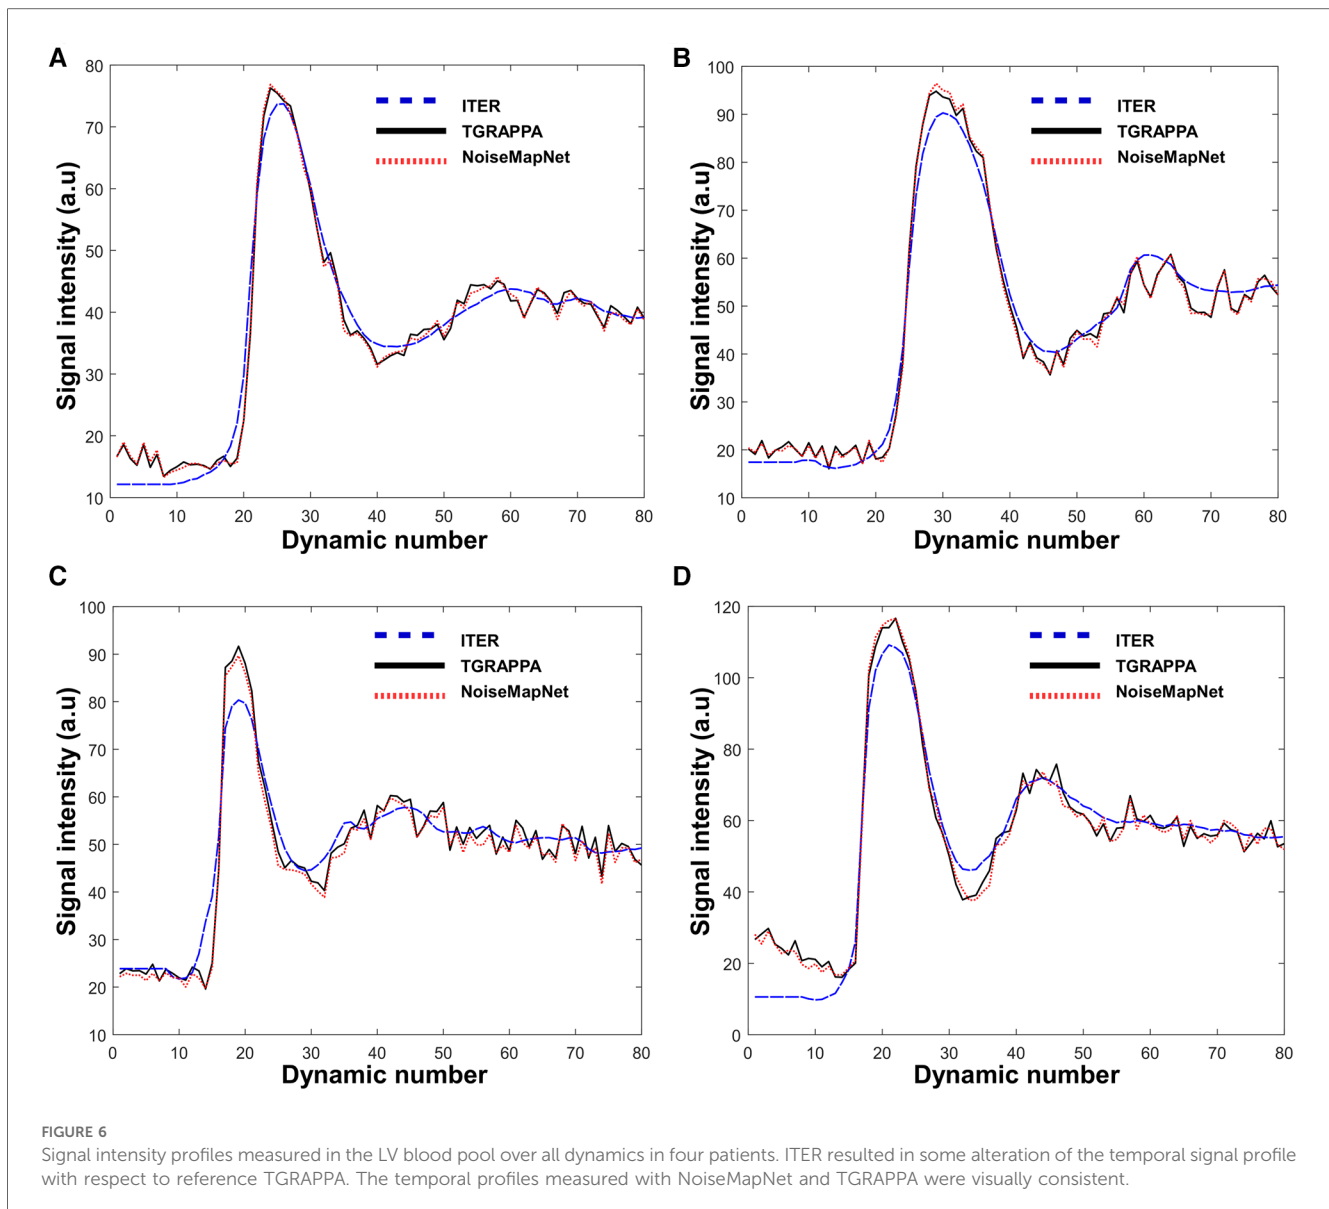 A
80
70
60
50
40
30
20
10
Signal intensity (a.u)
ITER
TGRAPPA
NoiseMapNet
0 10 20 30 40 50 60 70 80
Dynamic number
B
100
90
80
70
60
50
40
30
20
10
Signal intensity (a.u)
ITER
TGRAPPA
NoiseMapNet
0 10 20 30 40 50 60 70 80
Dynamic number
C
100
90
80
70
60
50
40
30
20
10
Signal intensity (a.u)
ITER
TGRAPPA
NoiseMapNet
0 10 20 30 40 50 60 70 80
Dynamic number
D
120
100
80
60
40
20
0
Signal intensity (a.u)
ITER
TGRAPPA
NoiseMapNet
0 10 20 30 40 50 60 70 80
Dynamic number
FIGURE 6
Signal intensity profiles measured in the LV blood pool over all dynamics in four patients. ITER resulted in some alteration of the temporal signal profile
with respect to reference TGRAPPA. The temporal profiles measured with NoiseMapNet and TGRAPPA were visually consistent.